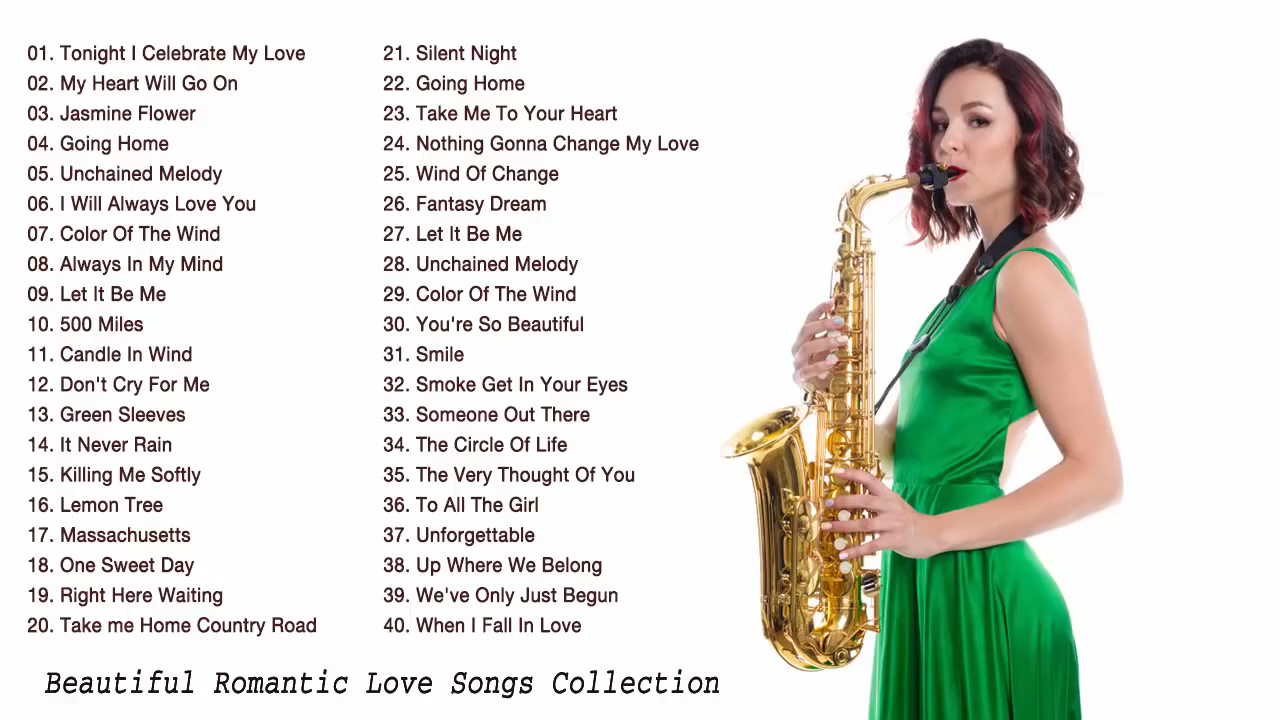 01. Tonight I Celebrate My Love
02. My Heart Will Go On
03. Jasmine Flower
04. Going Home
05. Unchained Melody
06. I Will Always Love You
07. Color Of The Wind
08. Always In My Mind
09. Let It Be Me
10. 500 Miles
11. Candle In Wind
12. Don't Cry For Me
13. Green Sleeves
14. It Never Rain
15. Killing Me Softly
16. Lemon Tree
17. Massachusetts
18. One Sweet Day
19. Right Here Waiting
20. Take me Home Country Road
21. Silent Night
22. Going Home
23. Take Me To Your Heart
24. Nothing Gonna Change My Love
25. Wind Of Change
26. Fantasy Dream
27. Let It Be Me
28. Unchained Melody
29. Color Of The Wind
30. You're So Beautiful
31. Smile
32. Smoke Get In Your Eyes
33. Someone Out There
34. The Circle Of Life
35. The Very Thought Of You
36. To All The Girl
37. Unforgettable
38. Up Where We Belong
39. We've Only Just Begun
40. When I Fall In Love
Beautiful Romantic Love Songs Collection